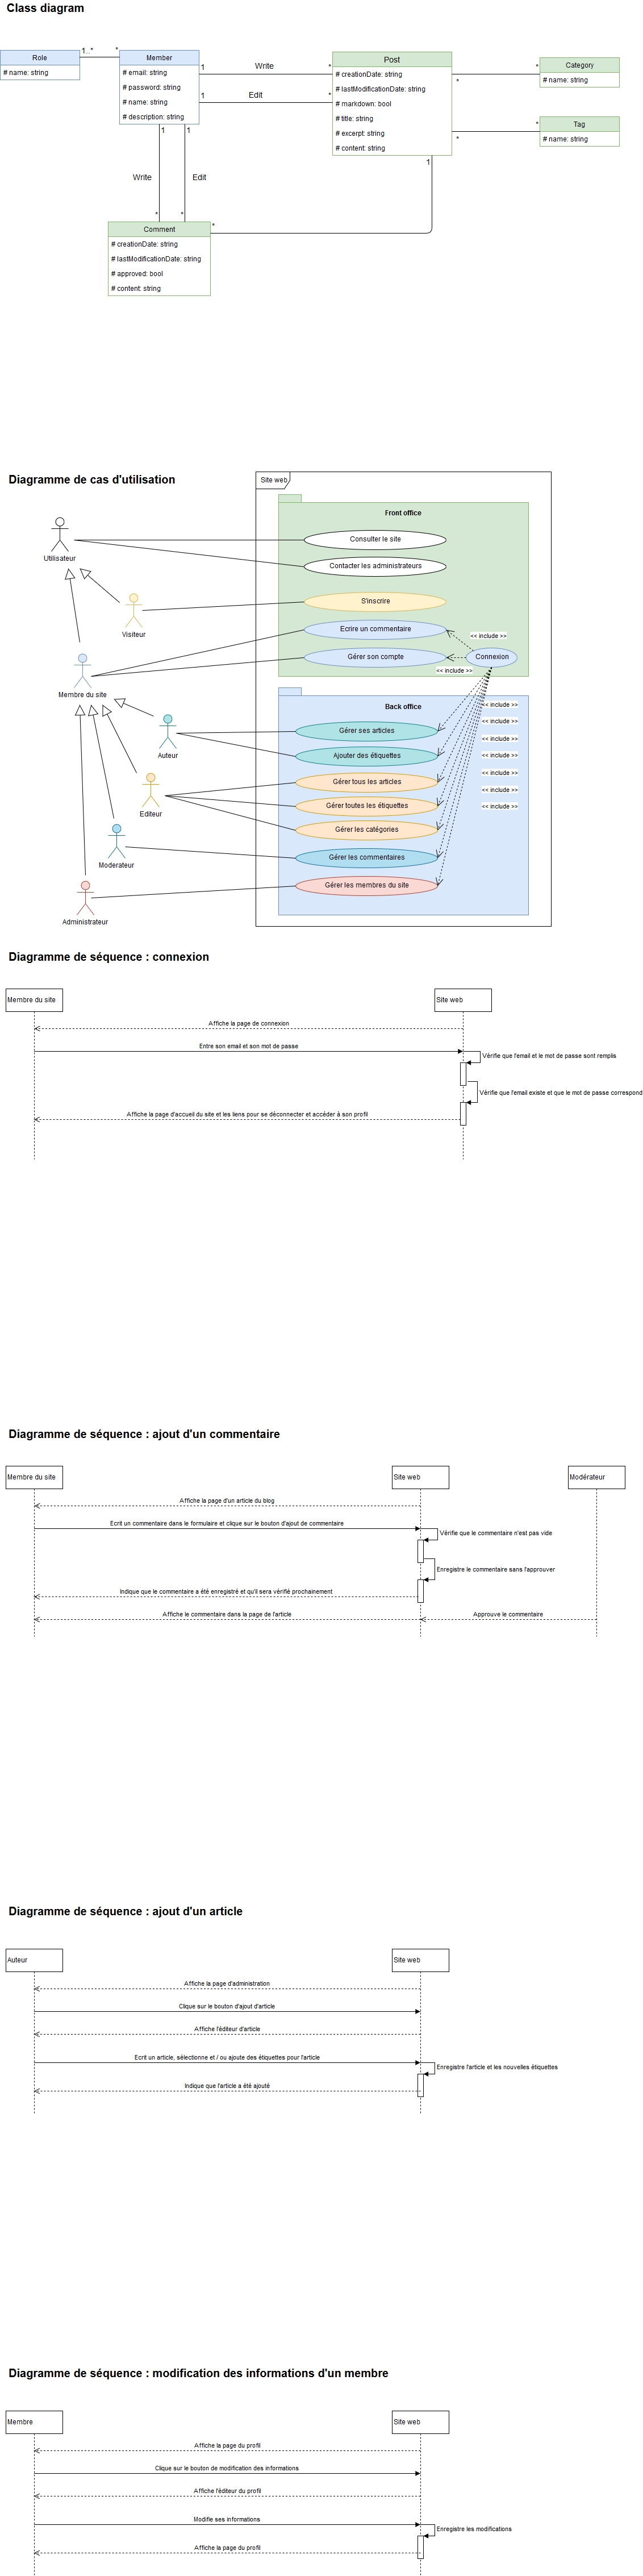 Class diagram
Role
# name: string
1..*
*
Member
# email: string
# password: string
# name: string
# description: string
1
Write
*
1
Edit
*
Post
# creationDate: string
# lastModificationDate: string
# markdown: bool
# title: string
# excerpt: string
# content: string
*
*
Category
# name: string
*
*
Tag
# name: string
1
1
1
Write
Edit
*
*
*
Comment
# creationDate: string
# lastModificationDate: string
# approved: bool
# content: string
Diagramme de cas d'utilisation
Site web
Front office
Utilisateur
Consulter le site
Contacter les administrateurs
Visiteur
S'inscrire
Ecrire un commentaire
<< include >>
Gérer son compte
Connexion
<< include >>
Membre du site
Back office
<< include >>
<< include >>
<< include >>
<< include >>
<< include >>
<< include >>
<< include >>
Auteur
Gérer ses articles
Ajouter des étiquettes
Editeur
Gérer tous les articles
Gérer toutes les étiquettes
Gérer les catégories
Moderateur
Gérer les commentaires
Administrateur
Gérer les membres du site
Diagramme de séquence : connexion
Membre du site
Site web
Affiche la page de connexion
Entre son email et son mot de passe
Vérifie que l'email et le mot de passe sont remplis
Vérifie que l'email existe et que le mot de passe correspond
Affiche la page d'accueil du site et les liens pour se déconnecter et accéder à son profil
Diagramme de séquence : ajout d'un commentaire
Membre du site
Site web
Modérateur
Affiche la page d'un article du blog
Ecrit un commentaire dans le formulaire et clique sur le bouton d'ajout de commentaire
Vérifie que le commentaire n'est pas vide
Enregistre le commentaire sans l'approuver
Indique que le commentaire a été enregistré et qu'il sera vérifié prochainement
Affiche le commentaire dans la page de l'article
Approuve le commentaire
Diagramme de séquence : ajout d'un article
Auteur
Site web
Affiche la page d'administration
Clique sur le bouton d'ajout d'article
Affiche l'éditeur d'article
Ecrit un article, sélectionne et / ou ajoute des étiquettes pour l'article
Enregistre l'article et les nouvelles étiquettes
Indique que l'article a été ajouté
Diagramme de séquence : modification des informations d'un membre
Membre
Site web
Affiche la page du profil
Clique sur le bouton de modification des informations
Affiche l'éditeur du profil
Modifie ses informations
Enregistre les modifications
Affiche la page du profil